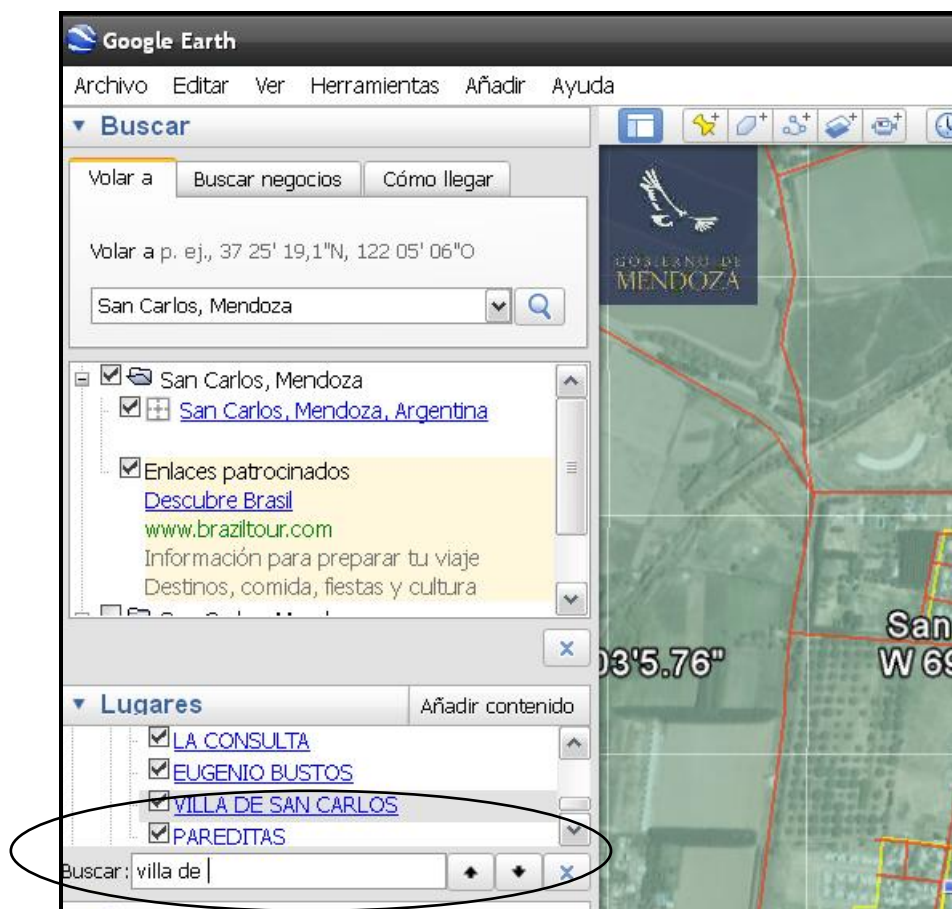 Google Earth
Archivo Editar Ver Herramientas Añadir Ayuda
Buscar
Volar a Buscar negocios Cómo llegar
Volar a p. ej., 37 25' 19,1"N, 122 05' 06"O
San Carlos, Mendoza
San Carlos, Mendoza
San Carlos, Mendoza, Argentina
Enlaces patrocinados
Descubre Brasil
www.braziltour.com
Información para preparar tu viaje
Destinos, comida, fiestas y cultura
Lugares Añadir contenido
LA CONSULTA
EUGENIO BUSTOS
VILLA DE SAN CARLOS
PAREDITAS
Buscar: villa de
GOBIERNO DE
MENDOZA
San
W 69
03'5.76"